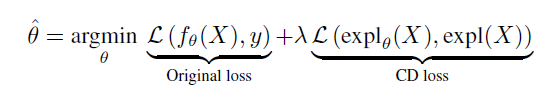 θ̂ = argmin_θ ℒ (f_θ(X), y) + λ ℒ (expl_θ(X), expl(X))
Original loss CD loss